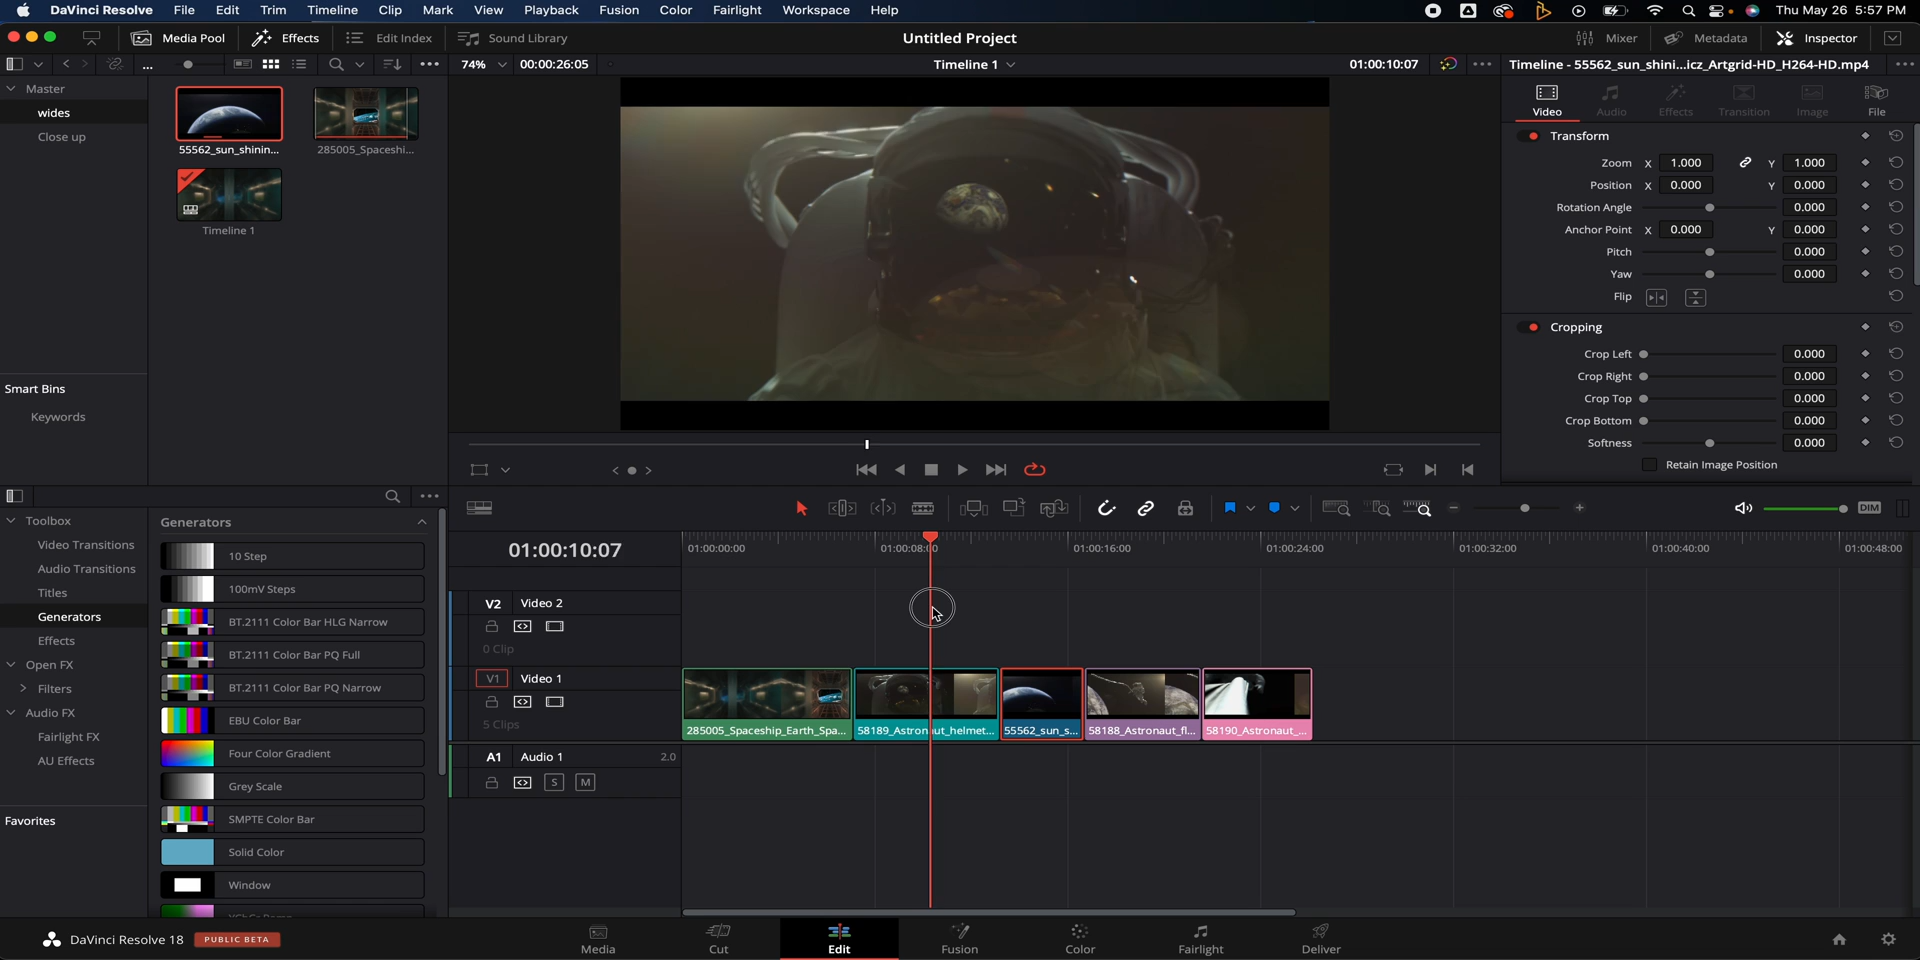 DaVinci Resolve File Edit Trim Timeline Clip Mark View Playback Fusion Color Fairlight Workspace Help Thu May 26 5:57 PM
Media Pool Effects Edit Index Sound Library Untitled Project Mixer Metadata Inspector
74% 00:00:26:05 Timeline 1 01:00:10:07 Timeline - 55562_sun_shini...icz_Artgrid-HD_H264-HD.mp4
Master
wides
Close up
55562_sun_shinin... 285005_Spaceshi...
Timeline 1
Smart Bins
Keywords
Video Audio Effects Transition Image File
Transform
Zoom X 1.000 Y 1.000
Position X 0.000 Y 0.000
Rotation Angle 0.000
Anchor Point X 0.000 Y 0.000
Pitch 0.000
Yaw 0.000
Flip
Cropping
Crop Left 0.000
Crop Right 0.000
Crop Top 0.000
Crop Bottom 0.000
Softness 0.000
Retain Image Position
Toolbox
Video Transitions
Audio Transitions
Titles
Generators
Effects
Open FX
Filters
Audio FX
Fairlight FX
AU Effects
Favorites
Generators
10 Step
100mV Steps
BT.2111 Color Bar HLG Narrow
BT.2111 Color Bar PQ Full
BT.2111 Color Bar PQ Narrow
EBU Color Bar
Four Color Gradient
Grey Scale
SMPTE Color Bar
Solid Color
Window
DIM
01:00:10:07 01:00:00:00 01:00:08:00 01:00:16:00 01:00:24:00 01:00:32:00 01:00:40:00 01:00:48:00
V2 Video 2
0 Clip
V1 Video 1
5 Clips
285005_Spaceship_Earth_Spa... 58189_Astronaut_helmet... 55562_sun_s... 58188_Astronaut_fl... 58190_Astronaut_...
A1 Audio 1 2.0
S M
DaVinci Resolve 18 PUBLIC BETA
Media Cut Edit Fusion Color Fairlight Deliver